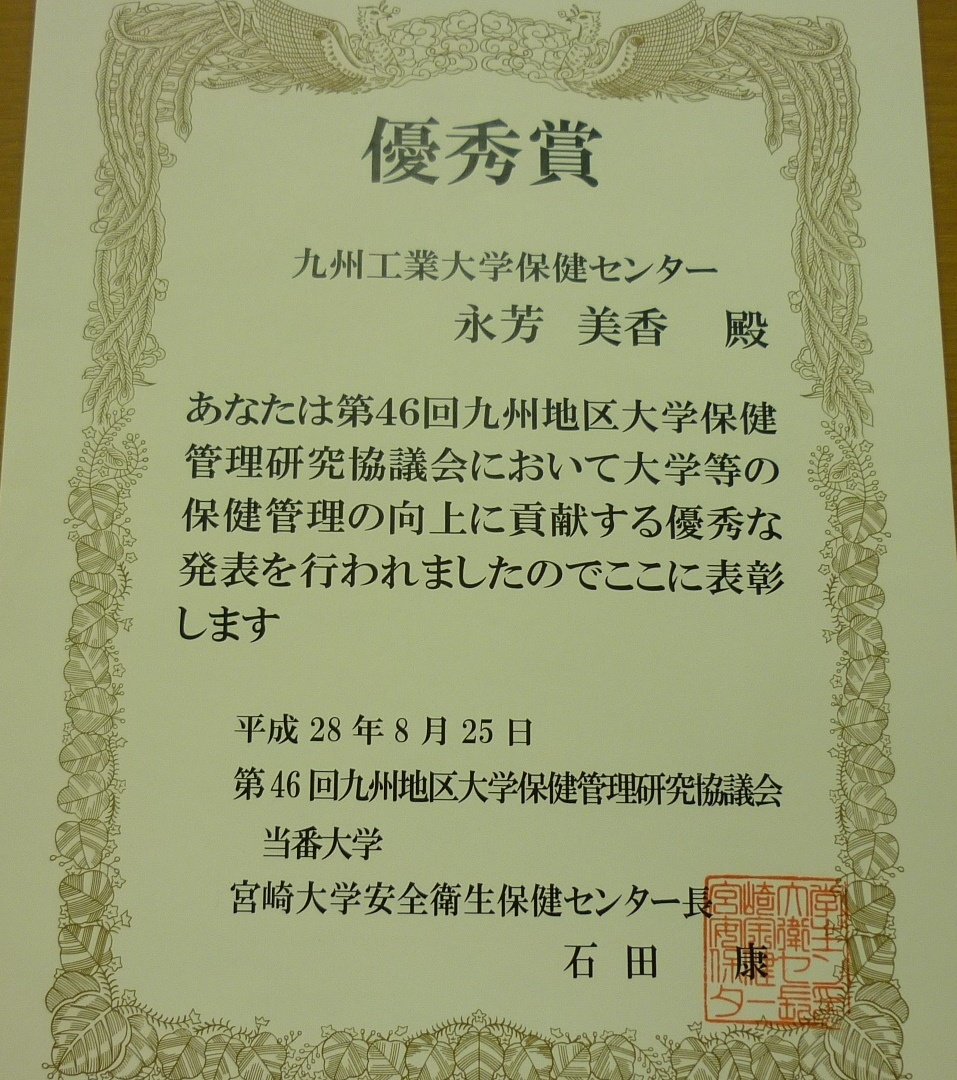 優秀賞
九州工業大学保健センター
永芳 美香 殿
あなたは第46回九州地区大学保健
管理研究協議会において大学等の
保健管理の向上に貢献する優秀な
発表を行われましたのでここに表彰
します
平成 28 年 8 月 25 日
第 46 回九州地区大学保健管理研究協議会
当番大学
宮崎大学安全衛生保健センター長
石 田 康